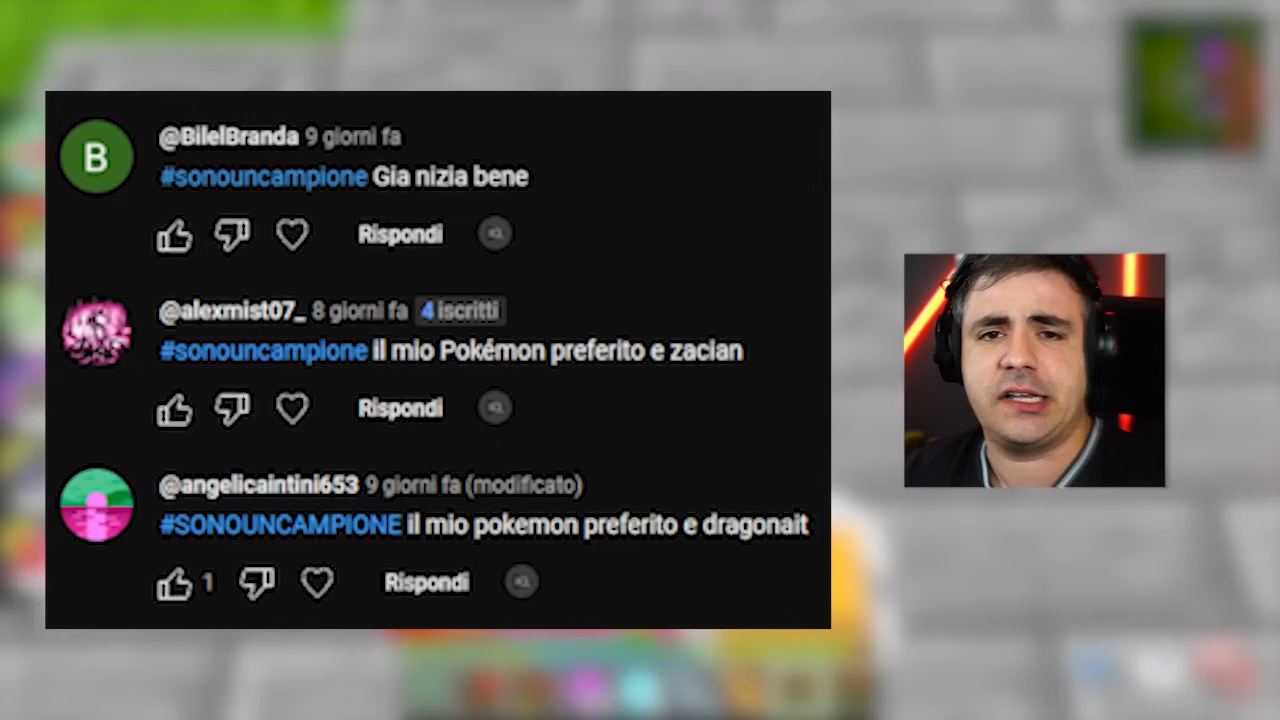 B
@BilelBranda 9 giorni fa
#sonouncampione Gia nizia bene
Rispondi
@alexmist07_ 8 giorni fa 4 iscritti
#sonouncampione il mio Pokémon preferito e zacian
Rispondi
@angelicaintini653 9 giorni fa (modificato)
#SONOUNCAMPIONE il mio pokemon preferito e dragonait
1 Rispondi